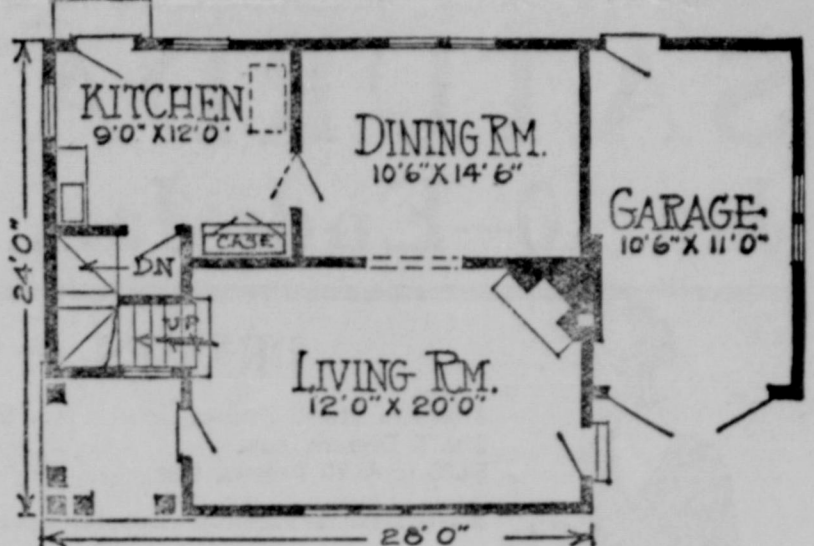 KITCHEN
9'0" X 12'0"
DINING RM.
10'6" X 14'6"
GARAGE
10'6" X 11'0"
CASE
DN
UP
24'0"
LIVING RM.
12'0" X 20'0"
28'0"